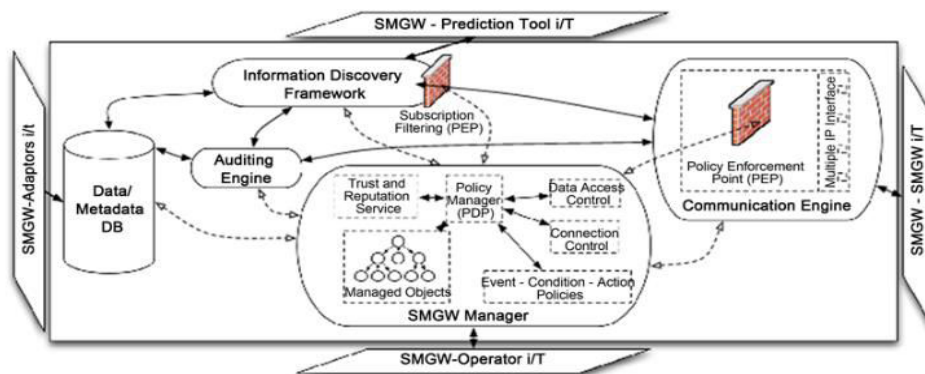 SMGW - Prediction Tool i/T
SMGW-Adaptors i/t
Information Discovery
Framework
Subscription
Filtering (PEP)
Auditing
Engine
Data/
Metadata
DB
Policy Enforcement
Point (PEP)
Multiple IP Interface
Communication Engine
SMGW - SMGW i/T
Trust and
Reputation
Service
Policy
Manager
(PDP)
Data Access
Control
Connection
Control
Managed Objects
Event - Condition - Action
Policies
SMGW Manager
SMGW-Operator i/T